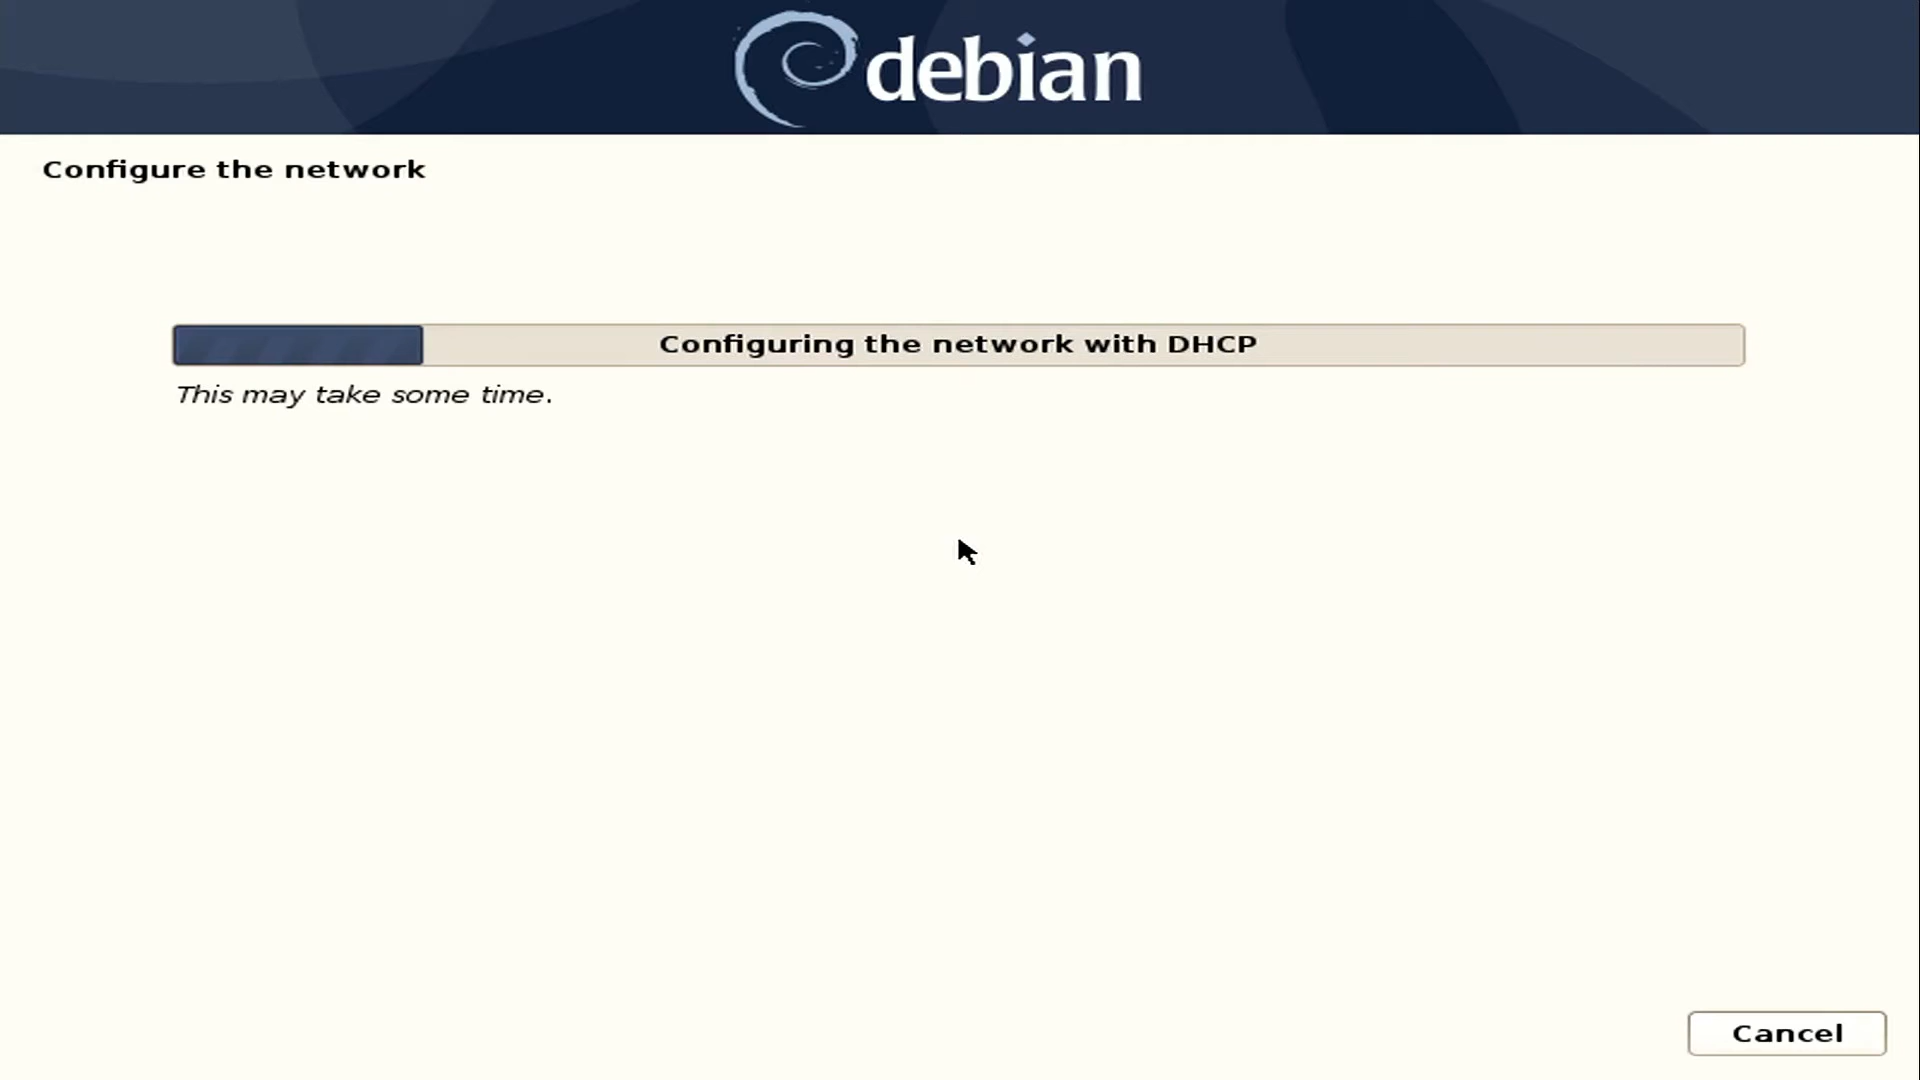 debian
Configure the network
Configuring the network with DHCP
This may take some time.
Cancel